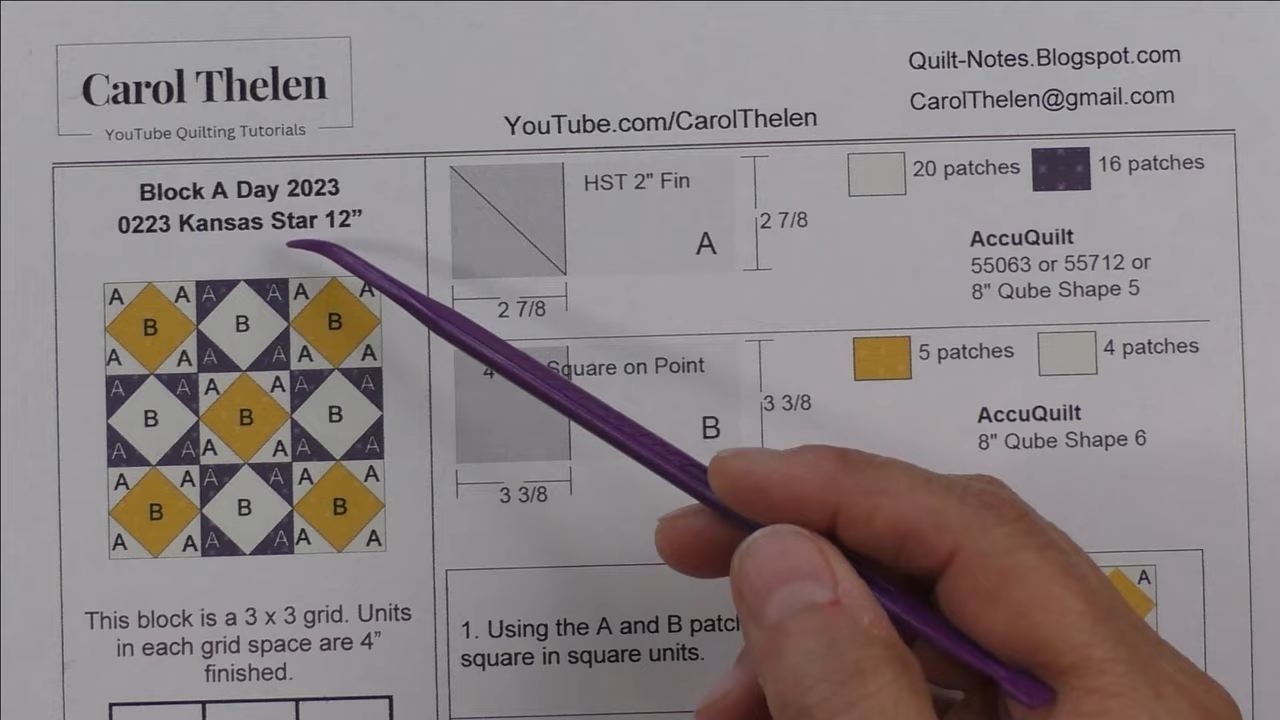 Carol Thelen
YouTube Quilting Tutorials
YouTube.com/CarolThelen
Quilt-Notes.Blogspot.com
CarolThelen@gmail.com
Block A Day 2023
0223 Kansas Star 12”
A A A A A A
B B B
A A A A A A
A A A A A A
B B B
A A A A A A
A A A A A A
B B B
A A A A A A
This block is a 3 x 3 grid. Units
in each grid space are 4”
finished.
HST 2" Fin
A
2 7/8
2 7/8
20 patches
16 patches
AccuQuilt
55063 or 55712 or
8" Qube Shape 5
Square on Point
B
3 3/8
3 3/8
5 patches
4 patches
AccuQuilt
8" Qube Shape 6
1. Using the A and B
square in square units.
A